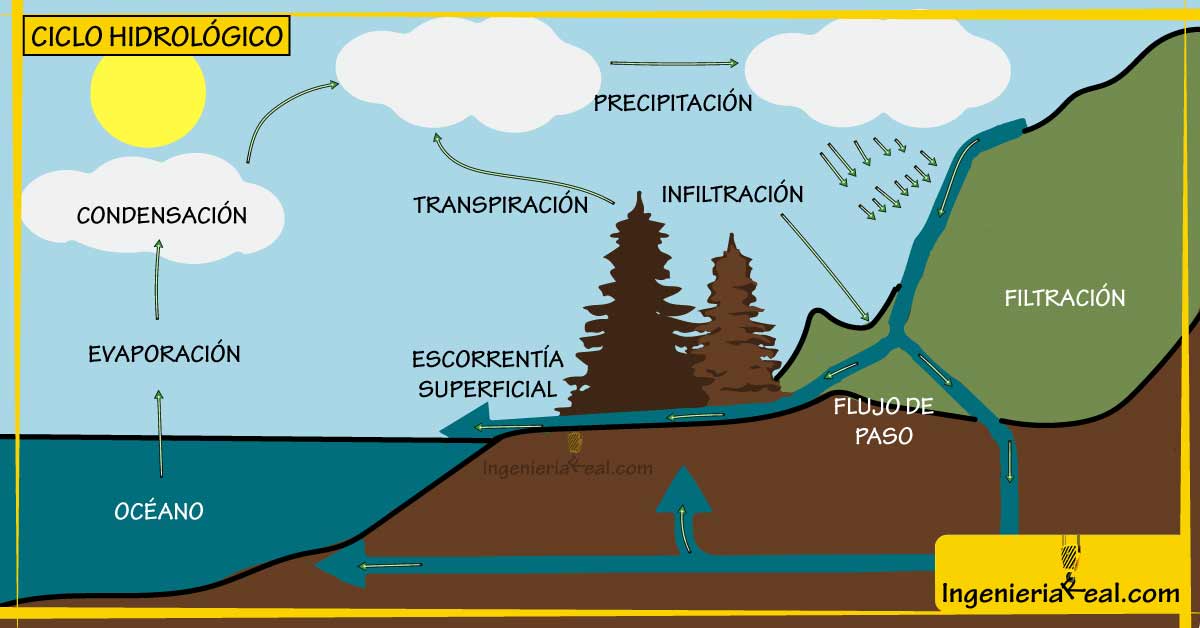 CICLO HIDROLÓGICO
PRECIPITACIÓN
CONDENSACIÓN
TRANSPIRACIÓN
INFILTRACIÓN
FILTRACIÓN
EVAPORACIÓN
ESCORRENTÍA
SUPERFICIAL
FLUJO DE
PASO
IngenieriaReal.com
OCÉANO
IngenieriaReal.com